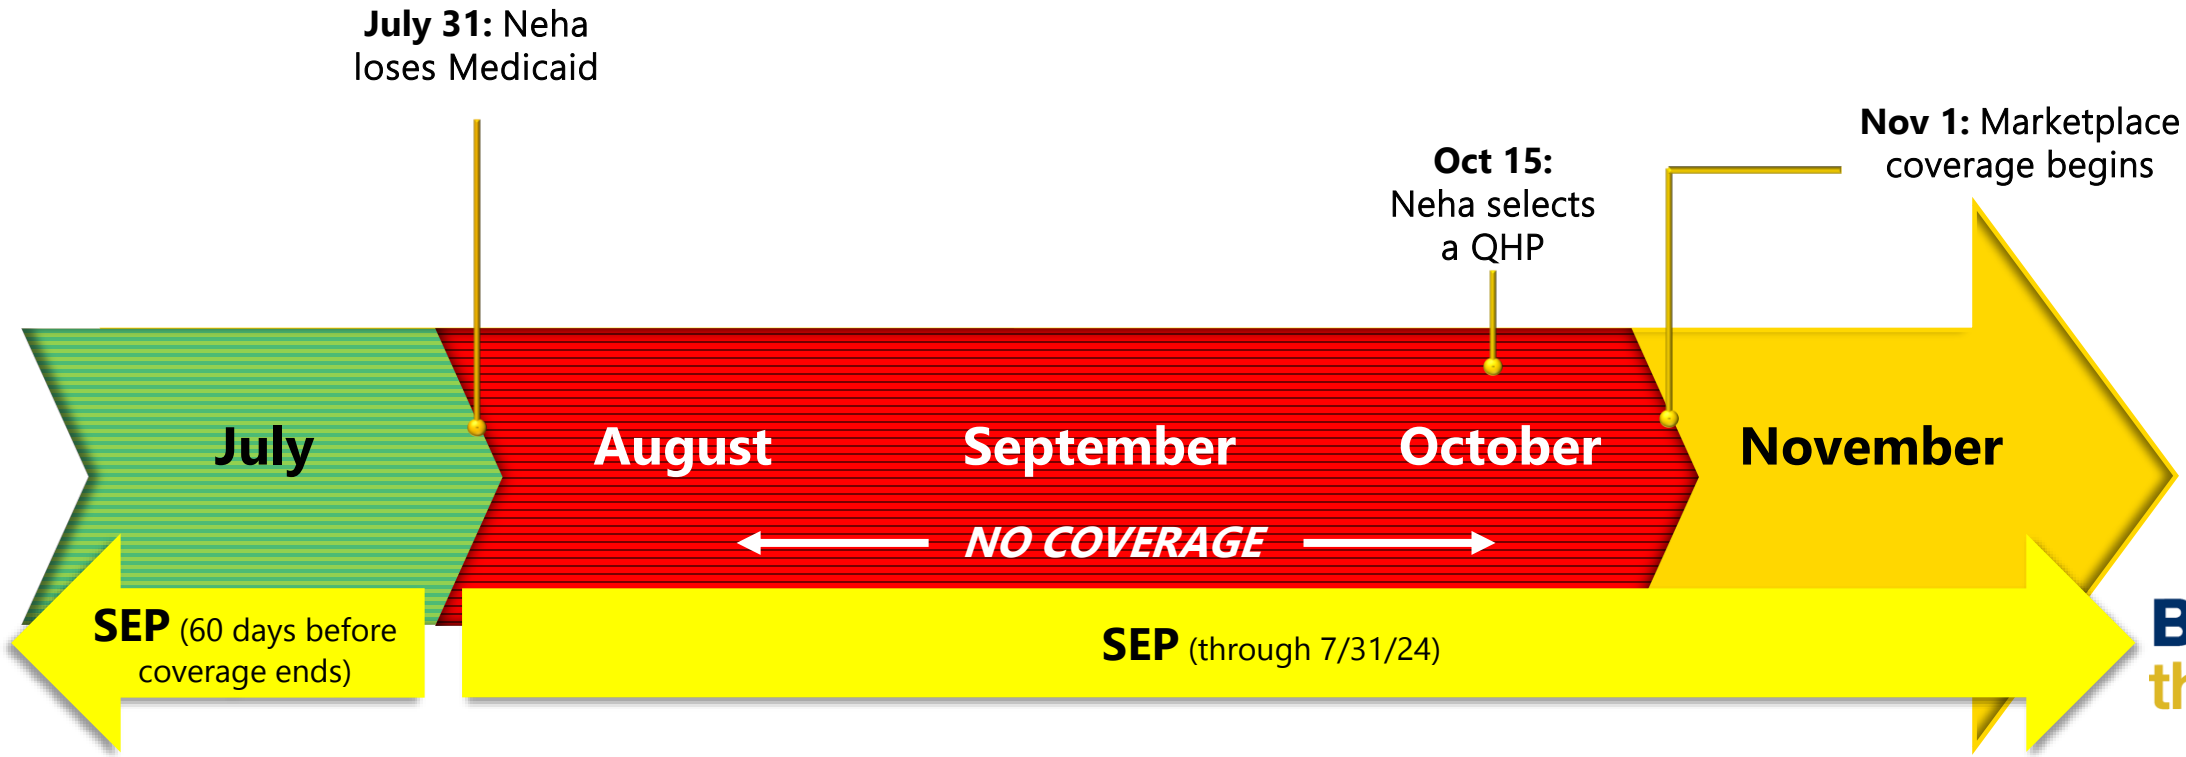 July 31: Neha
loses Medicaid
Oct 15:
Neha selects
a QHP
Nov 1: Marketplace
coverage begins
July
August
September
October
November
NO COVERAGE
SEP (60 days before
coverage ends)
SEP (through 7/31/24)